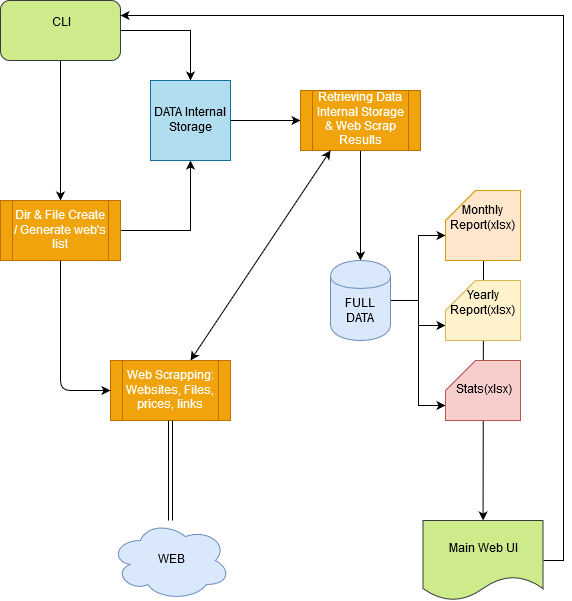 CLI
DATA Internal
Storage
Retrieving Data
Internal Storage
& Web Scrap
Results
Dir & File Create
/ Generate web's
list
Monthly
Report(xlsx)
FULL
DATA
Yearly
Report(xlsx)
Web Scrapping:
Websites, Files,
prices, links
Stats(xlsx)
WEB
Main Web UI